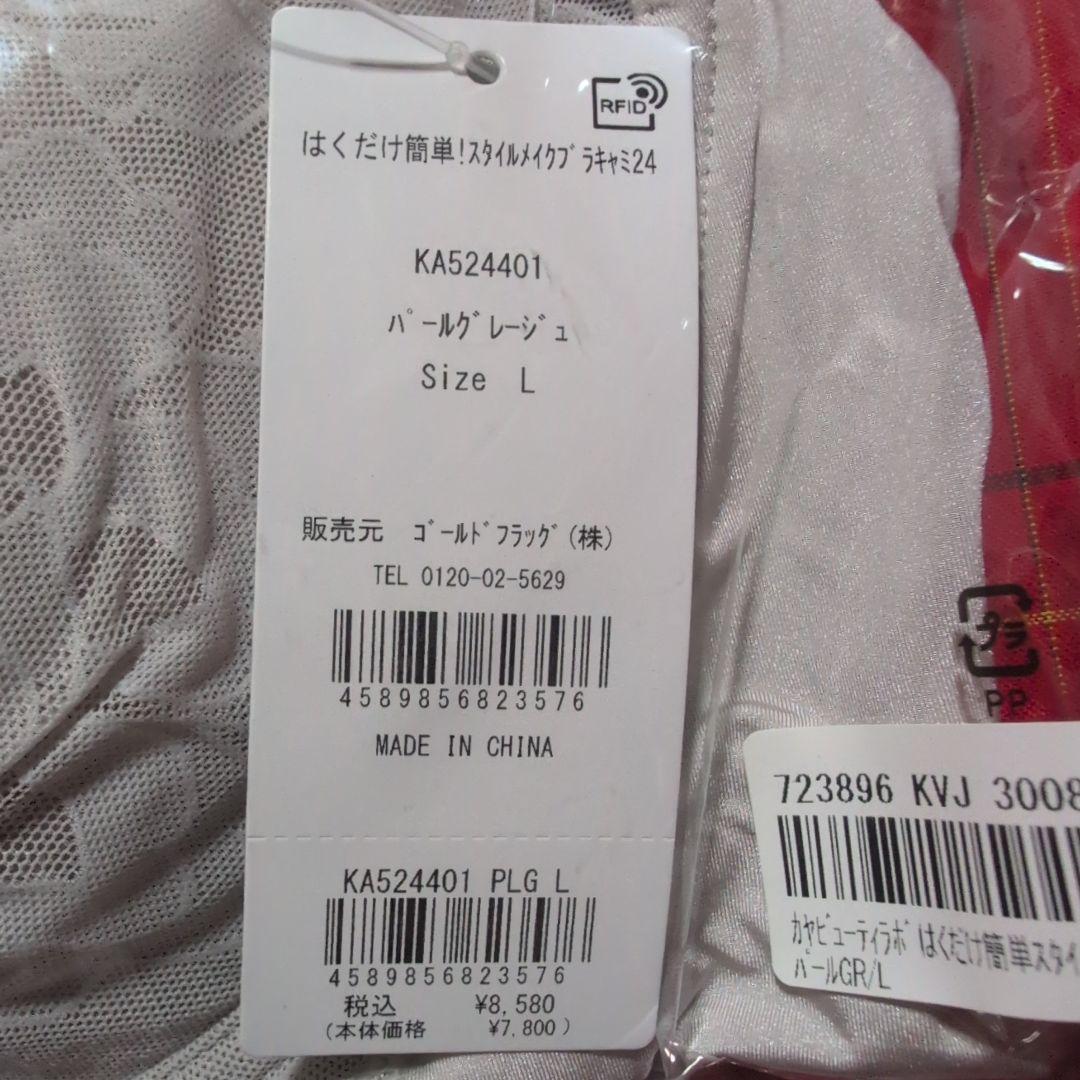 RFID
はくだけ簡単!ｽﾀｲﾙﾒｲｸﾌﾞﾗｷｬﾐ24
KA524401
ﾊﾟｰﾙｸﾞﾚｰｼﾞｭ
Size L
販売元 ｺﾞｰﾙﾄﾞﾌﾗｯｸﾞ(株)
TEL 0120-02-5629
4589856823576
MADE IN CHINA
KA524401 PLG L
4589856823576
税込 ¥8,580
(本体価格 ¥7,800)
プラ
PP
723896 KVJ 3008
ｶﾔﾋﾞｭｰﾃｨﾗﾎﾞ はくだけ簡単ｽﾀｲ
ﾊﾟｰﾙGR/L